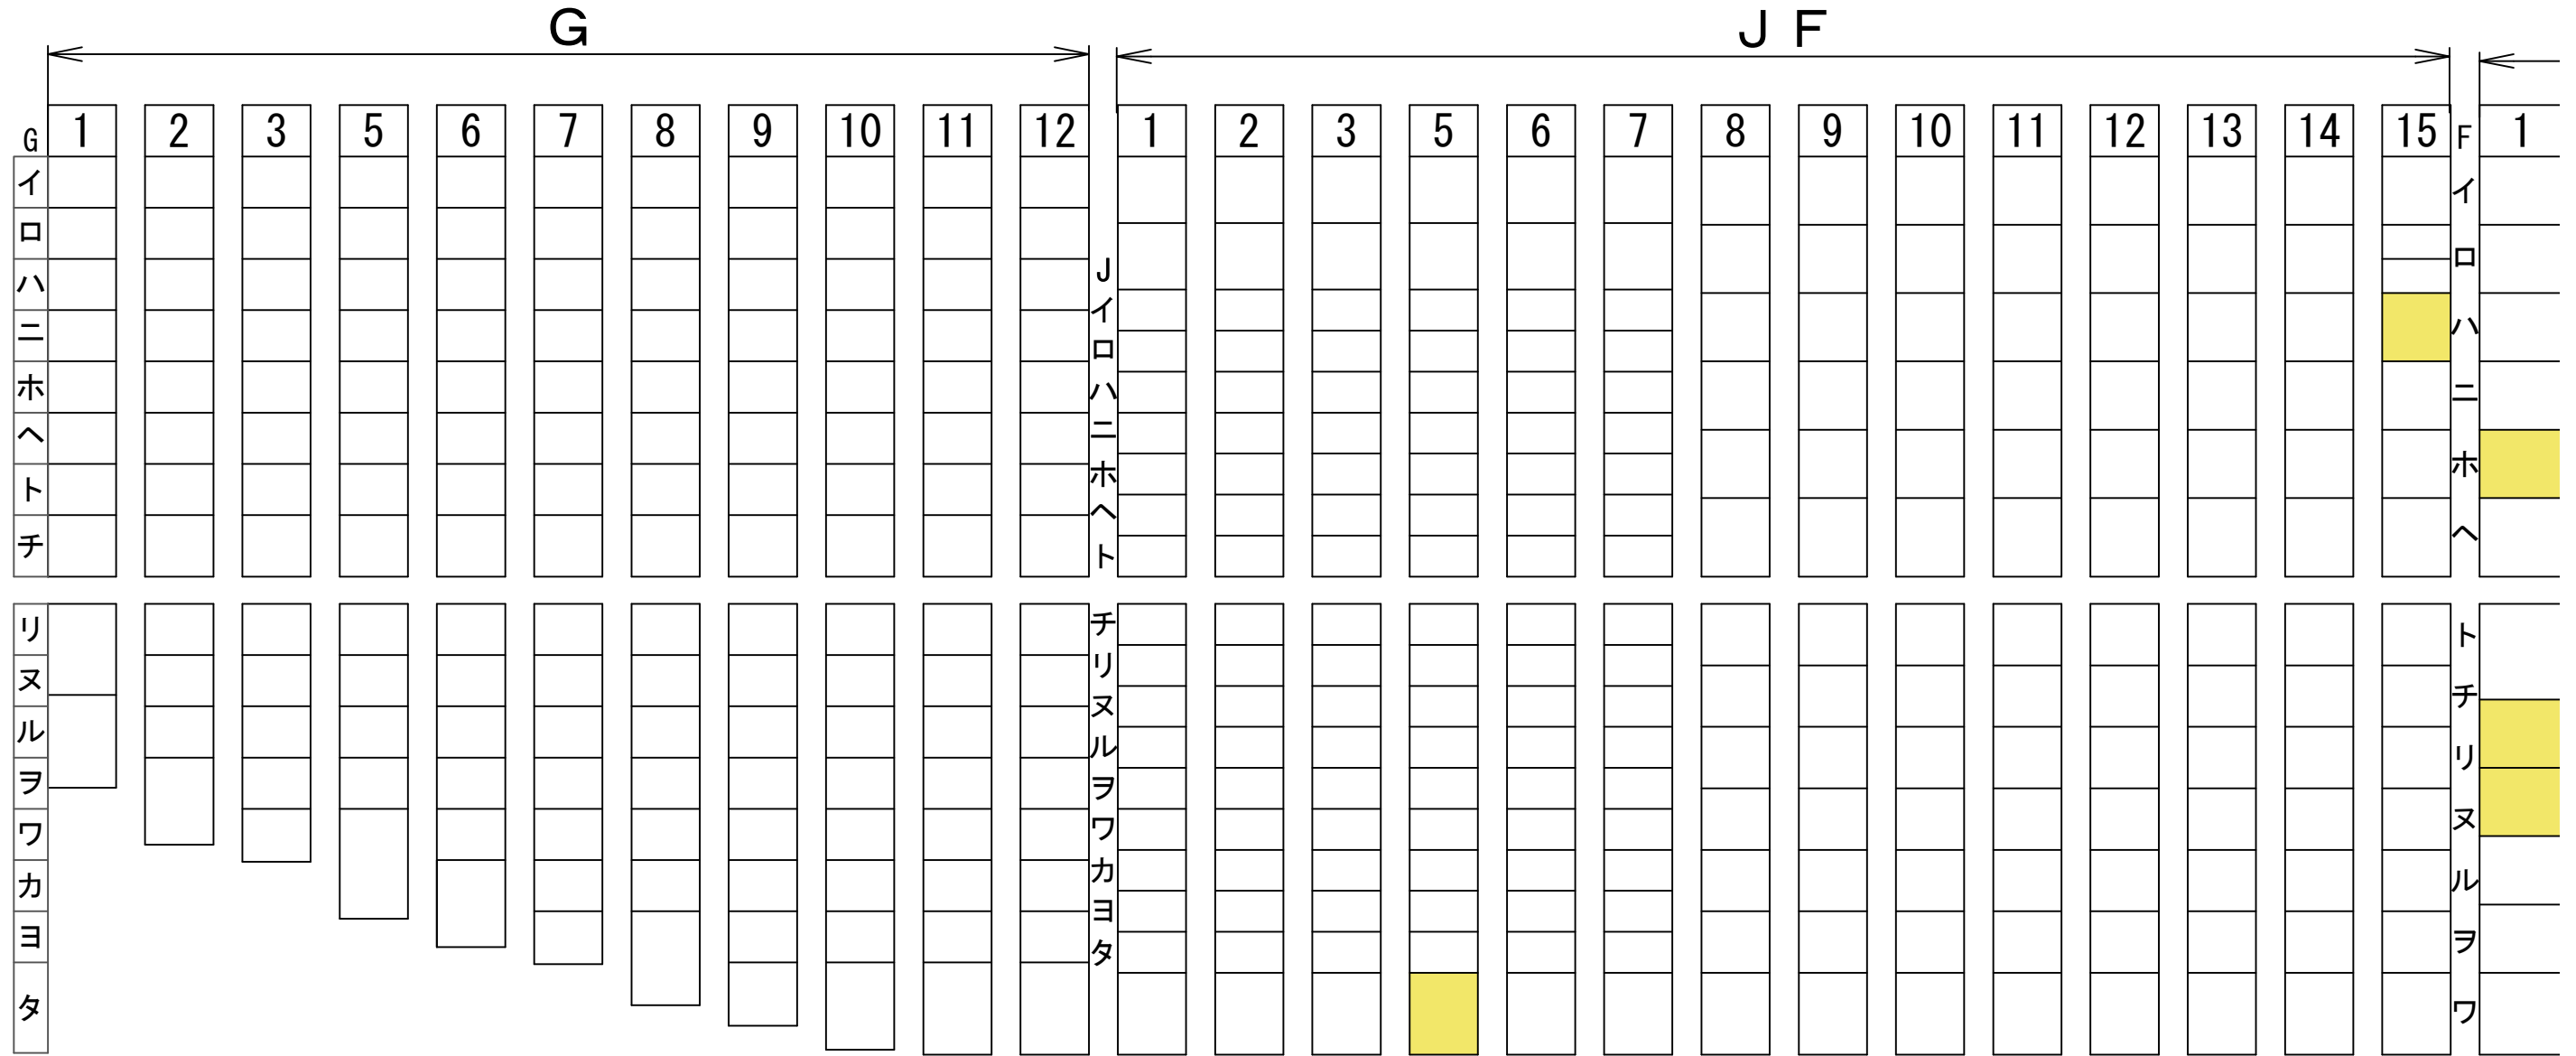 G
J F
G 1 2 3 5 6 7 8 9 10 11 12 1 2 3 5 6 7 8 9 10 11 12 13 14 15 F 1
イ
ロ
ハ
ニ
ホ
ヘ
ト
チ
リ
ヌ
ル
ヲ
ワ
カ
ヨ
タ
J
イ
ロ
ハ
ニ
ホ
ヘ
ト
チ
リ
ヌ
ル
ヲ
ワ
カ
ヨ
タ
イ
ロ
ハ
ニ
ホ
ヘ
ト
チ
リ
ヌ
ル
ヲ
ワ